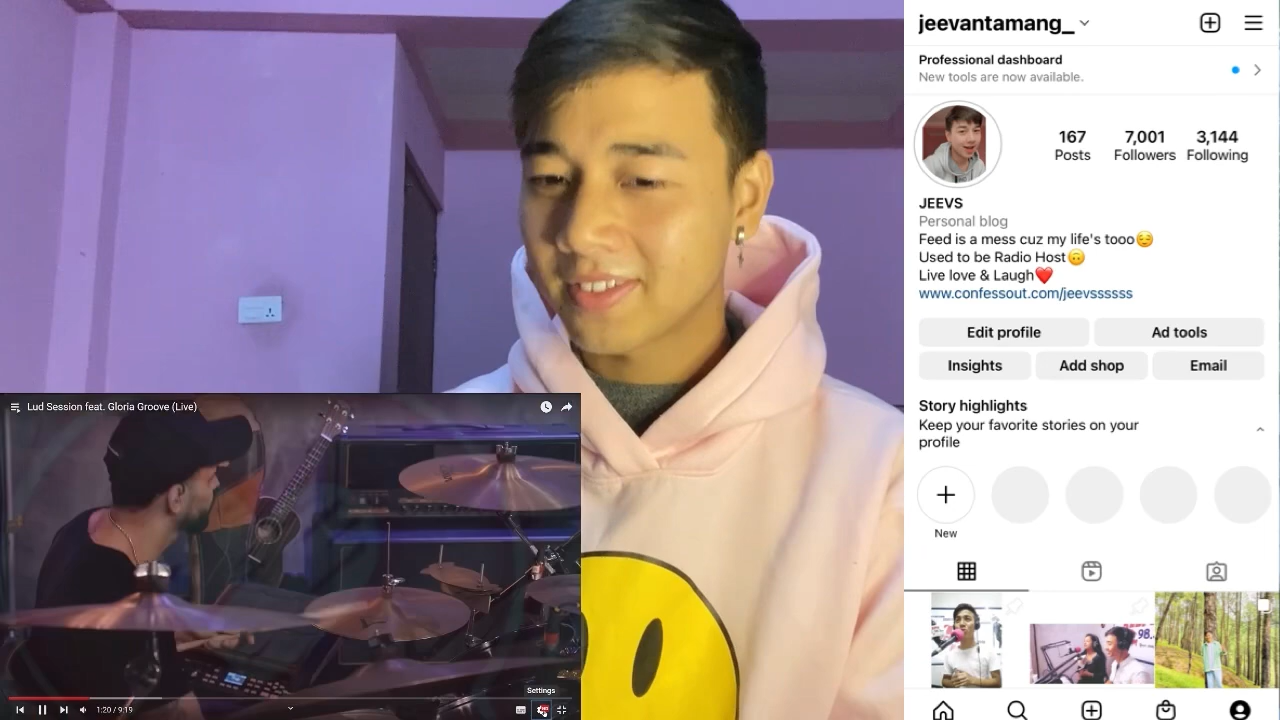 jeevantamang_
Professional dashboard
New tools are now available.
167
Posts
7,001
Followers
3,144
Following
JEEVS
Personal blog
Feed is a mess cuz my life's tooo😌
Used to be Radio Host🙃
Live love & Laugh❤️
www.confessout.com/jeevssssss
Edit profile
Ad tools
Insights
Add shop
Email
Story highlights
Keep your favorite stories on your
profile
New
98.
Lud Session feat. Gloria Groove (Live)
Settings
1:20 / 9:19